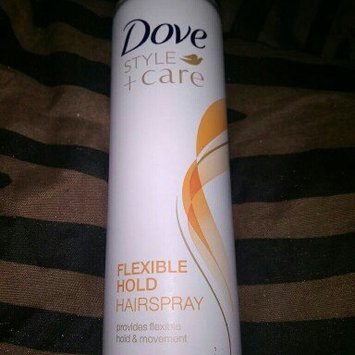 Dove
STYLE
+ care
FLEXIBLE
HOLD
HAIRSPRAY
provides flexible
hold & movement